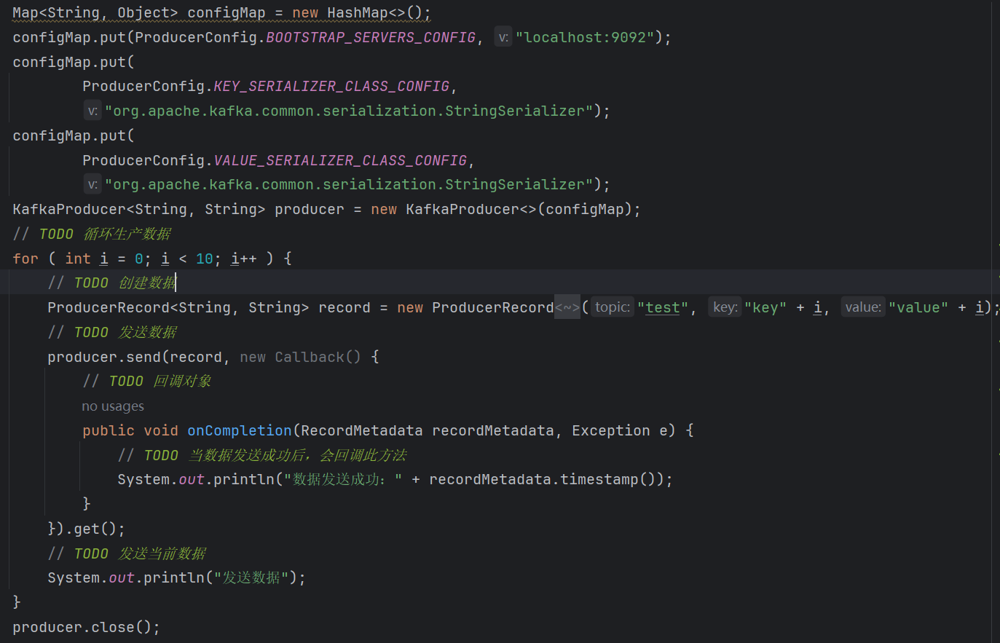 Map<String, Object> configMap = new HashMap<>();
configMap.put(ProducerConfig.BOOTSTRAP_SERVERS_CONFIG, v: "localhost:9092");
configMap.put(
ProducerConfig.KEY_SERIALIZER_CLASS_CONFIG,
v: "org.apache.kafka.common.serialization.StringSerializer");
configMap.put(
ProducerConfig.VALUE_SERIALIZER_CLASS_CONFIG,
v: "org.apache.kafka.common.serialization.StringSerializer");
KafkaProducer<String, String> producer = new KafkaProducer<>(configMap);
// TODO 循环生产数据
for ( int i = 0; i < 10; i++ ) {
// TODO 创建数据
ProducerRecord<String, String> record = new ProducerRecord<~>( topic: "test", key: "key" + i, value: "value" + i);
// TODO 发送数据
producer.send(record, new Callback() {
// TODO 回调对象
no usages
public void onCompletion(RecordMetadata recordMetadata, Exception e) {
// TODO 当数据发送成功后，会回调此方法
System.out.println("数据发送成功：" + recordMetadata.timestamp());
}
}).get();
// TODO 发送当前数据
System.out.println("发送数据");
}
producer.close();